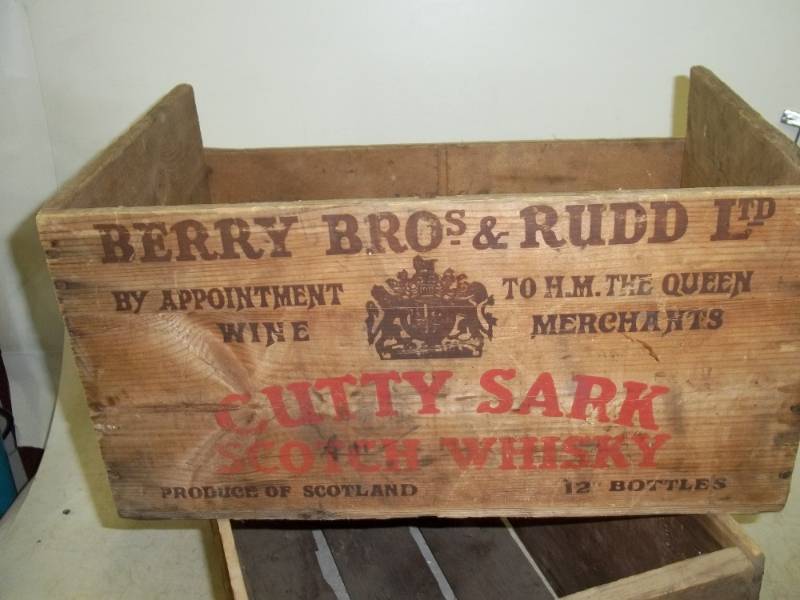 BERRY BROS & RUDD LTD
BY APPOINTMENT TO H.M. THE QUEEN
WINE MERCHANTS
CUTTY SARK
SCOTCH WHISKY
PRODUCE OF SCOTLAND 12 BOTTLES